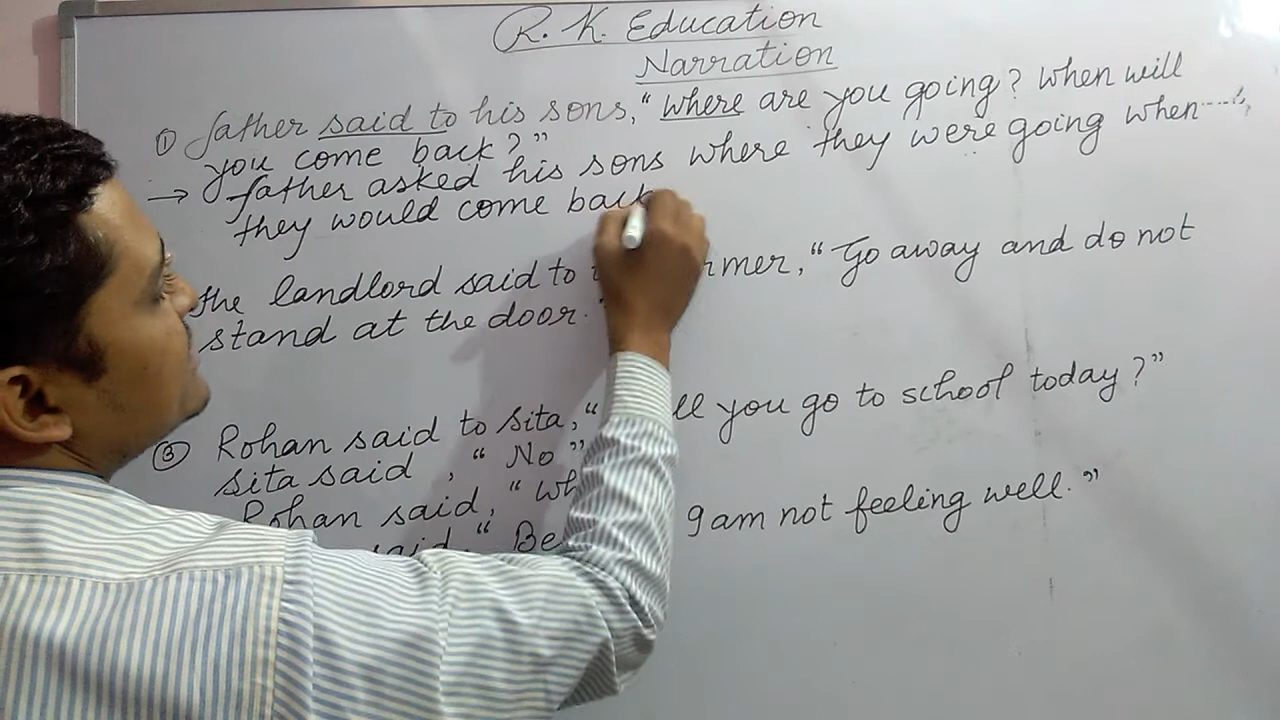 R. K. Education
Narration
① father said to his sons, "where are you going? when will
you come back?"
→ father asked his sons where they were going when
they would come back
the landlord said to rmer, "Go away and do not
stand at the door."
③ Rohan said to sita, " ll you go to school today?"
sita said, "No"
Rohan said, "Wh
said, "Be I am not feeling well."